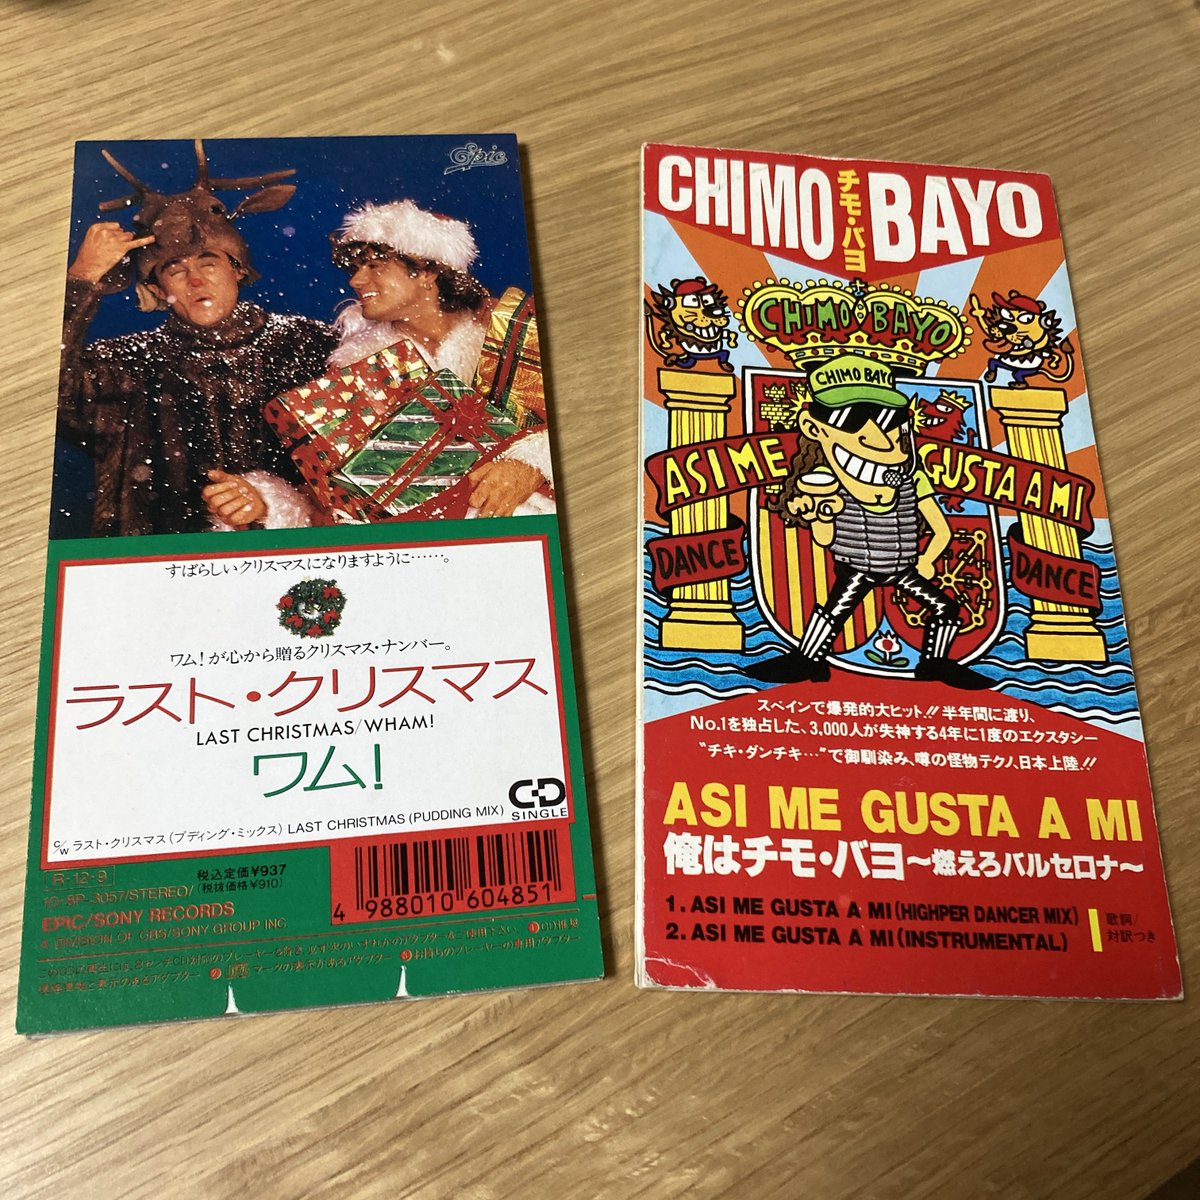 Epic
すばらしいクリスマスになりますように……。
ワム!が心から贈るクリスマス・ナンバー。
ラスト・クリスマス
LAST CHRISTMAS/WHAM!
ワム!
CD
SINGLE
c/w ラスト・クリスマス(プディング・ミックス) LAST CHRISTMAS (PUDDING MIX)
R-12-9
税込定価¥937
(税抜価格¥910)
10・8P-3057/STEREO/
EPIC/SONY RECORDS
A DIVISION OF CBS/SONY GROUP INC.
4 988010 604851
CHIMO BAYO
チモ・バヨ
CHIMO BAYO
CHIMO BAYO
ASI ME GUSTA A MI
DANCE DANCE
スペインで爆発的大ヒット!! 半年間に渡り、
No.1を独占した、3,000人が失神する4年に1度のエクスタシー
"チキ・ダンチキ…"で御馴染み、噂の怪物テクノ、日本上陸!!
ASI ME GUSTA A MI
俺はチモ・バヨ〜燃えろバルセロナ〜
1. ASI ME GUSTA A MI (HIGHPER DANCER MIX)
2. ASI ME GUSTA A MI (INSTRUMENTAL)
歌詞/
対訳つき